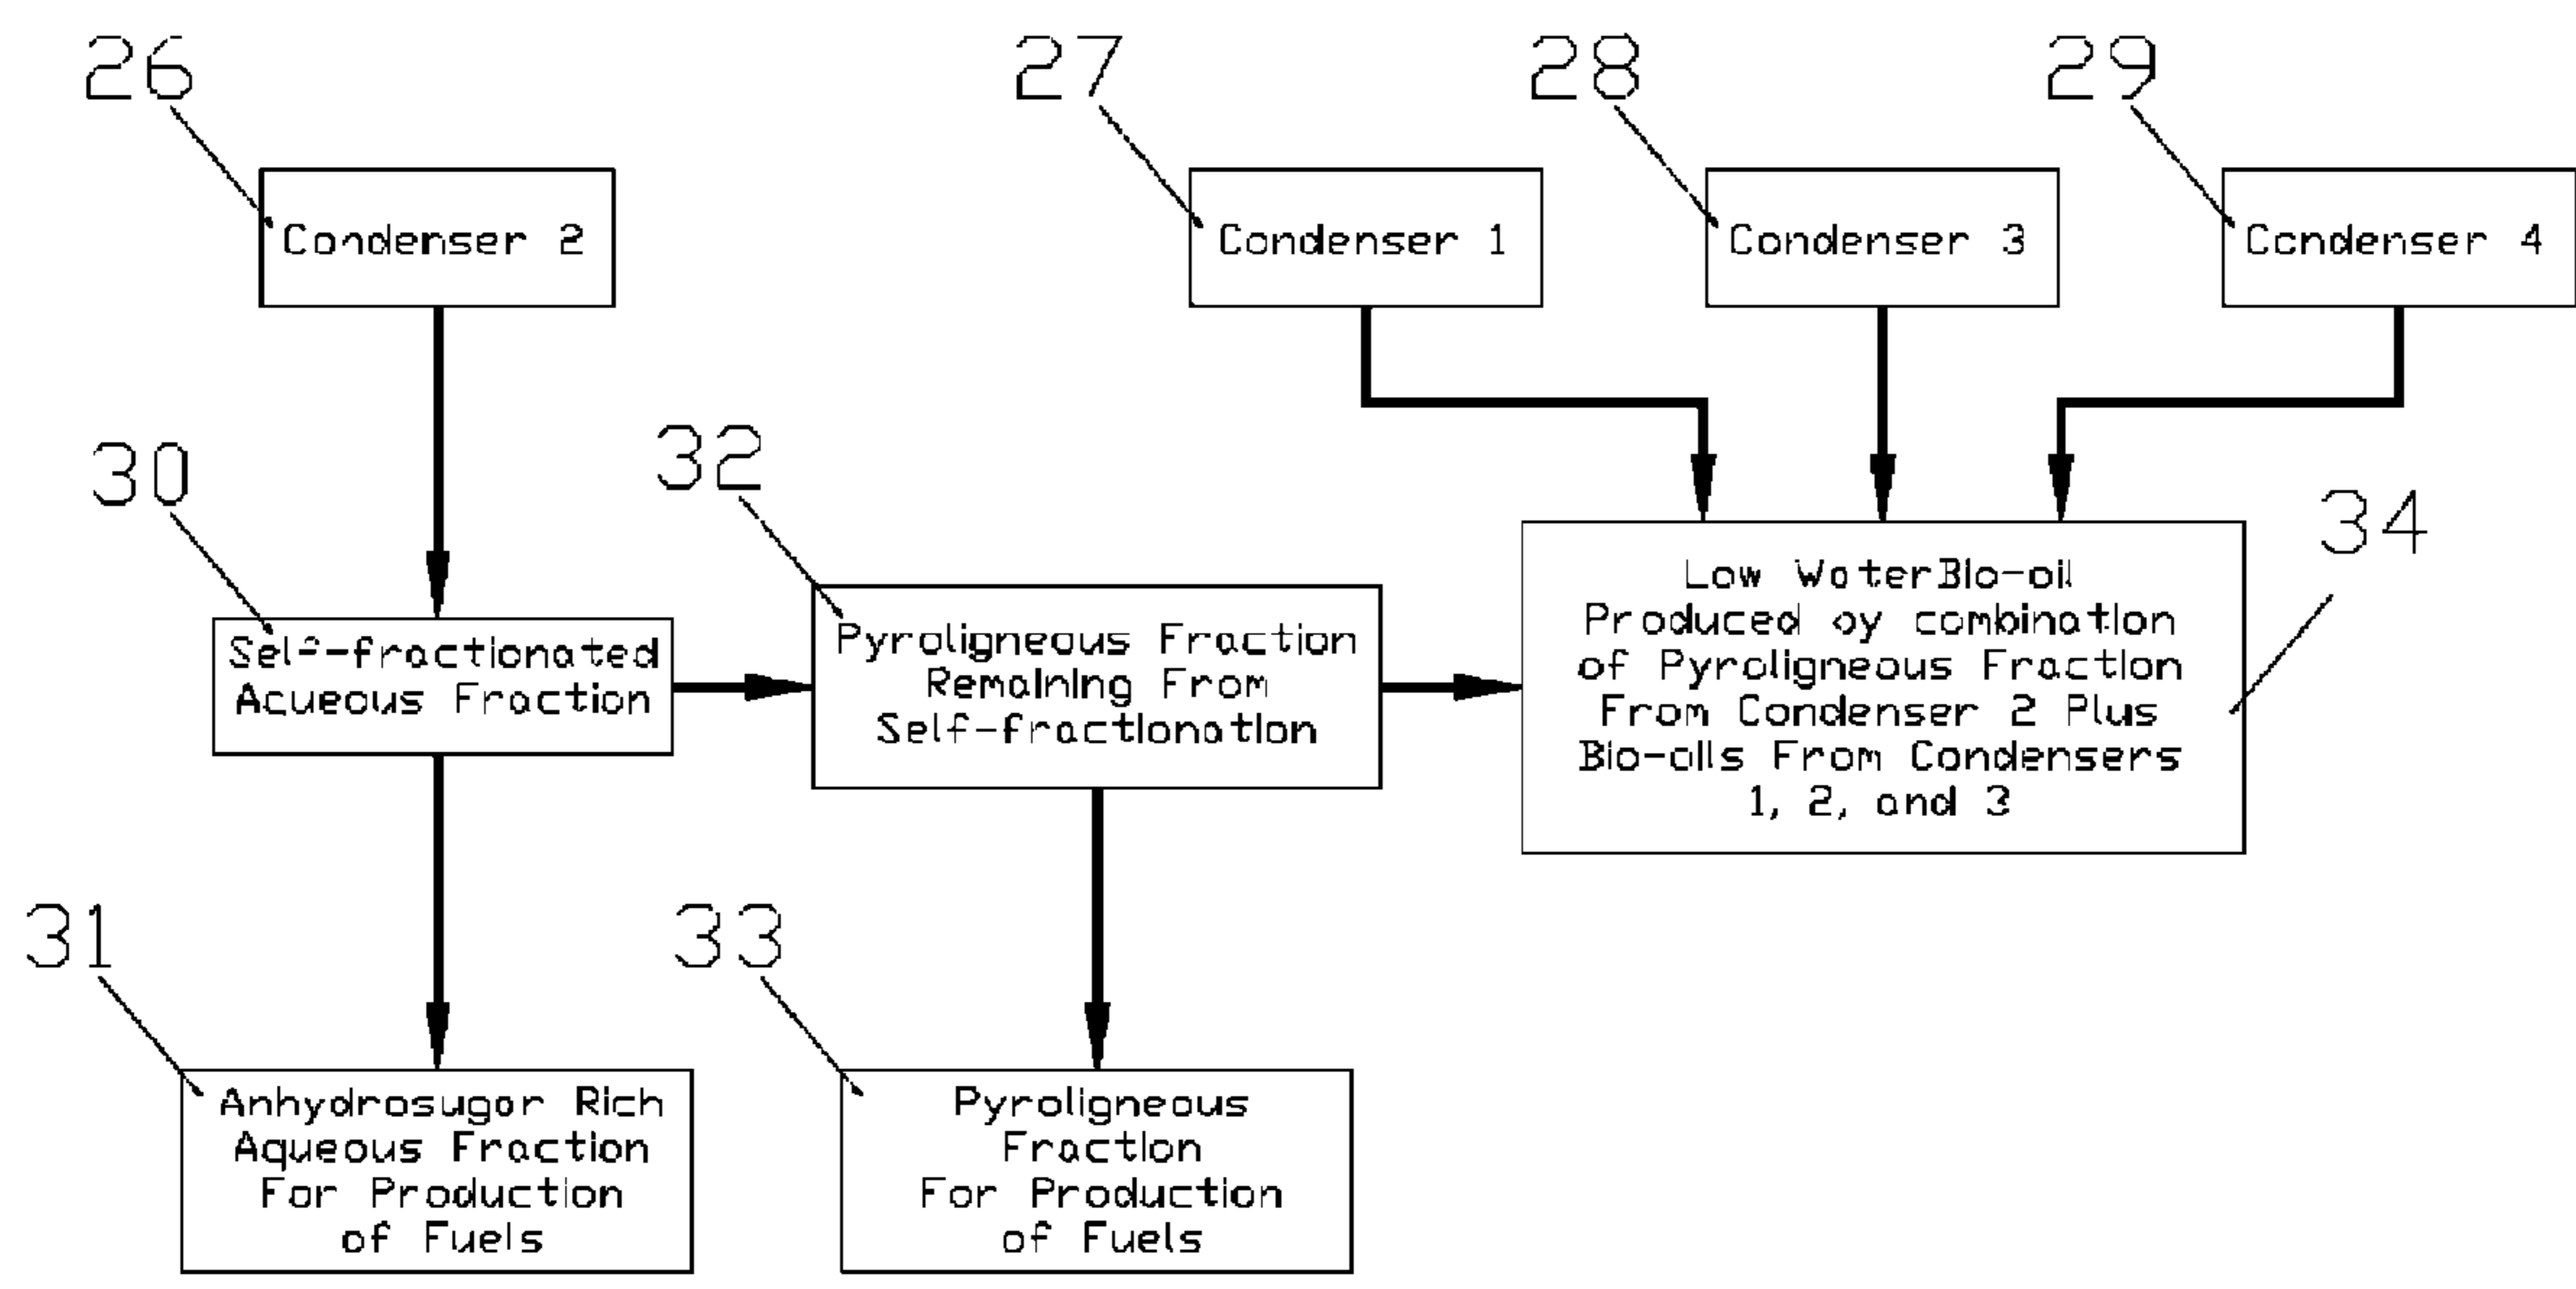 26
27
28
29
Condenser 2
Condenser 1
Condenser 3
Condenser 4
30
32
34
Self-fractionated
Aqueous Fraction
Pyroligneous Fraction
Remaining From
Self-fractionation
Low Water Bio-oil
Produced by combination
of Pyroligneous Fraction
From Condenser 2 Plus
Bio-oils From Condensers
1, 2, and 3
31
33
Anhydrosugar Rich
Aqueous Fraction
For Production
of Fuels
Pyroligneous
Fraction
For Production
of Fuels